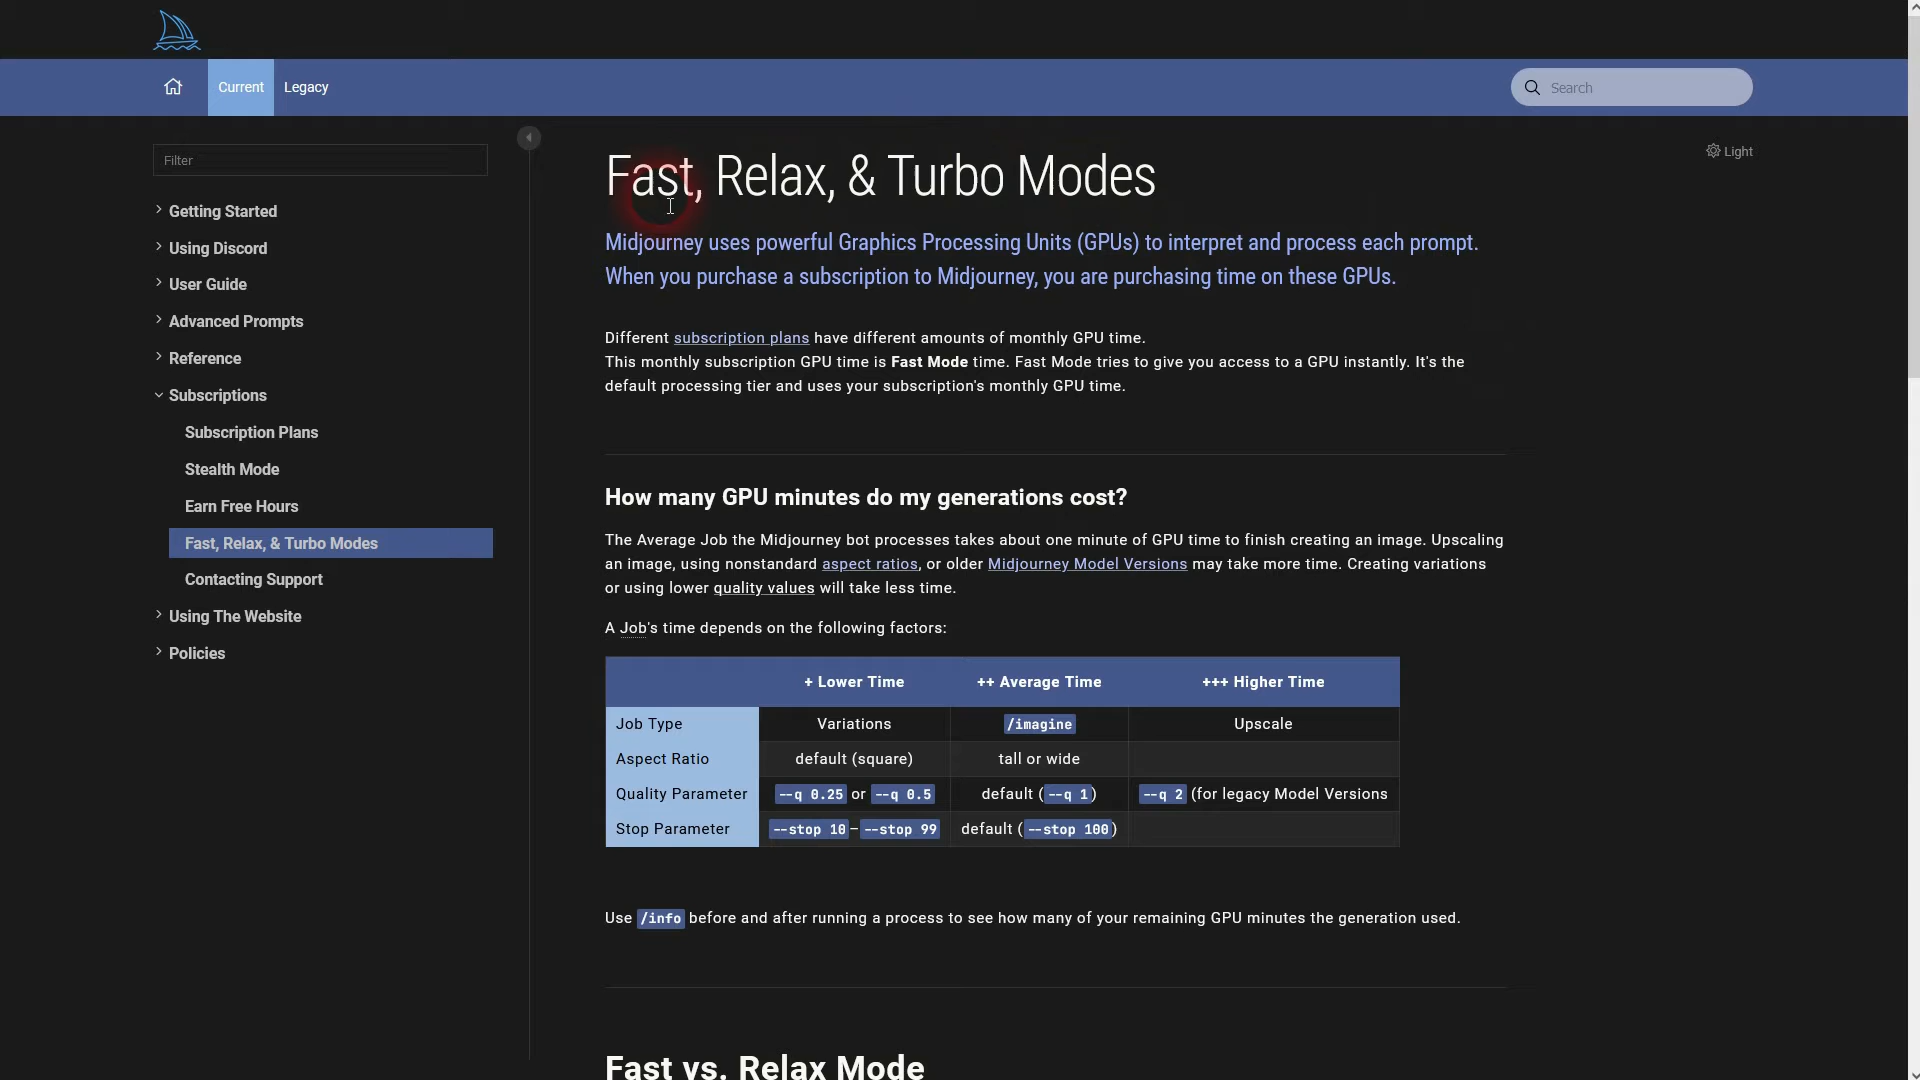 Current
Legacy
Search
Filter
Getting Started
Using Discord
User Guide
Advanced Prompts
Reference
Subscriptions
Subscription Plans
Stealth Mode
Earn Free Hours
Fast, Relax, & Turbo Modes
Contacting Support
Using The Website
Policies
Light
Fast, Relax, & Turbo Modes
Midjourney uses powerful Graphics Processing Units (GPUs) to interpret and process each prompt.
When you purchase a subscription to Midjourney, you are purchasing time on these GPUs.
Different subscription plans have different amounts of monthly GPU time.
This monthly subscription GPU time is Fast Mode time. Fast Mode tries to give you access to a GPU instantly. It's the
default processing tier and uses your subscription's monthly GPU time.
How many GPU minutes do my generations cost?
The Average Job the Midjourney bot processes takes about one minute of GPU time to finish creating an image. Upscaling
an image, using nonstandard aspect ratios, or older Midjourney Model Versions may take more time. Creating variations
or using lower quality values will take less time.
A Job's time depends on the following factors:
+ Lower Time ++ Average Time +++ Higher Time
Job Type Variations /imagine Upscale
Aspect Ratio default (square) tall or wide
Quality Parameter --q 0.25 or --q 0.5 default (--q 1) --q 2 (for legacy Model Versions
Stop Parameter --stop 10–--stop 99 default (--stop 100)
Use /info before and after running a process to see how many of your remaining GPU minutes the generation used.
Fast vs. Relax Mode